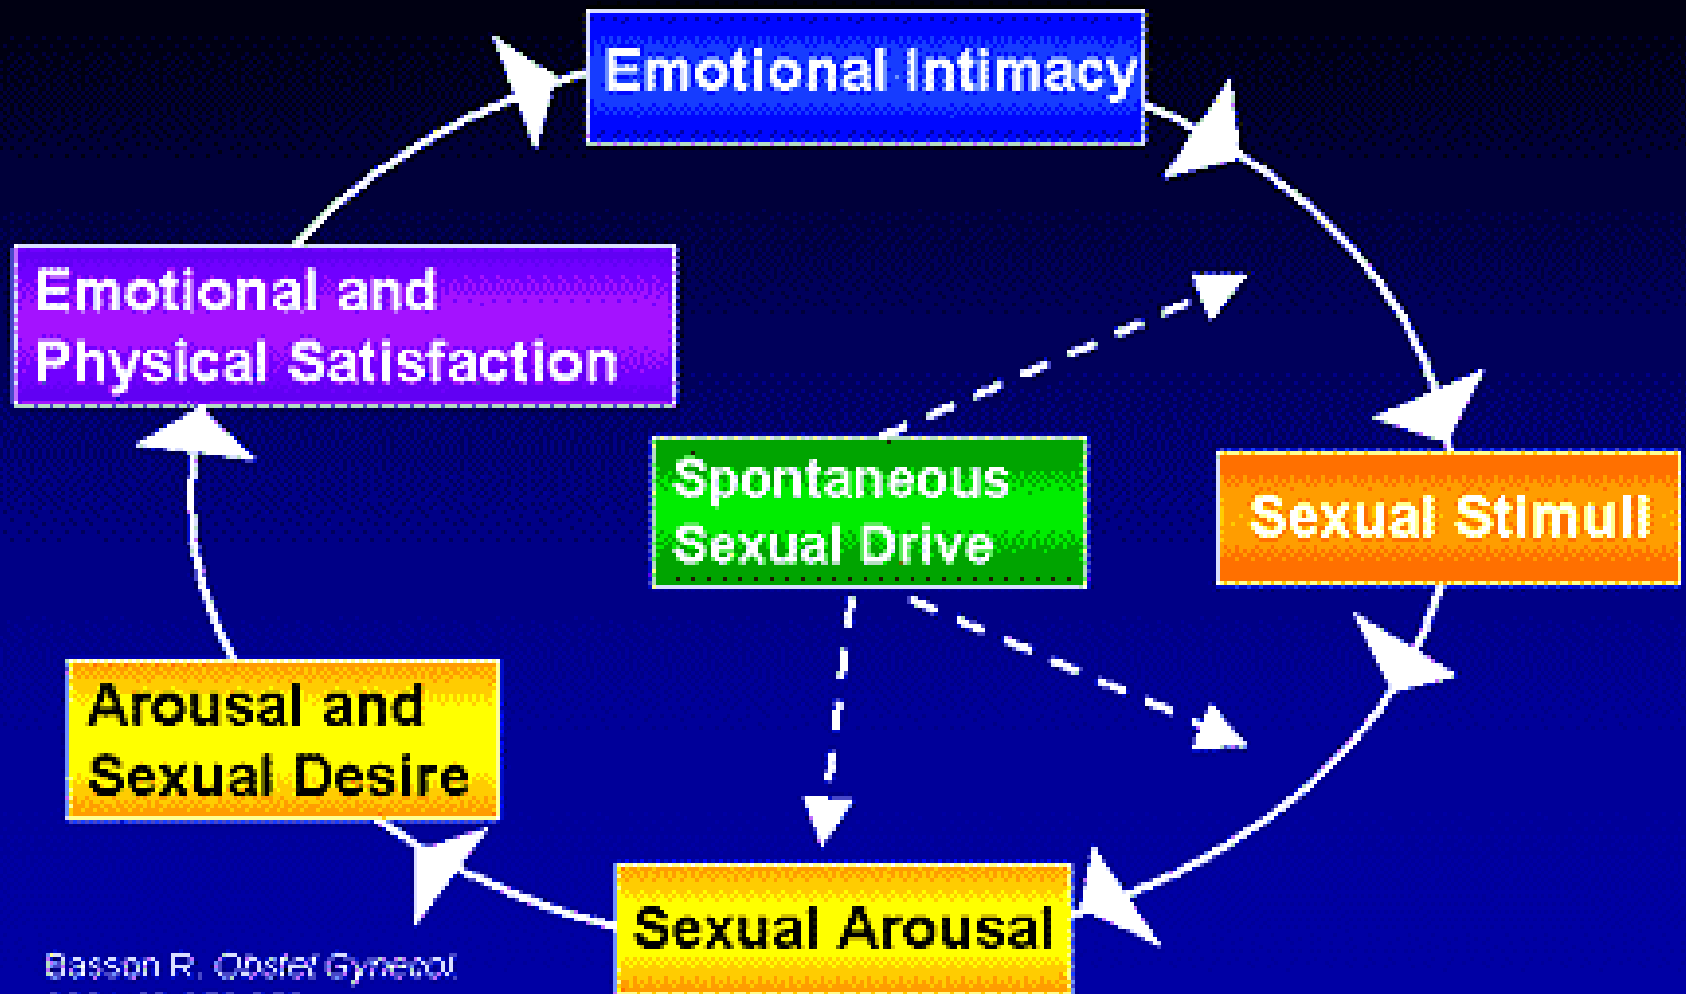 Emotional Intimacy
Emotional and
Physical Satisfaction
Spontaneous
Sexual Drive
Sexual Stimuli
Arousal and
Sexual Desire
Sexual Arousal
Basson R. Obstet Gynecol.